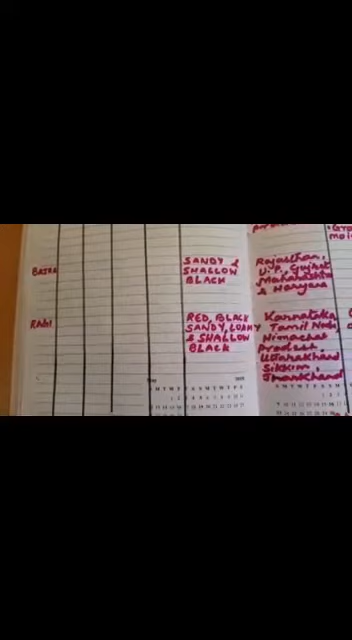 BAJRA
SANDY &
SHALLOW
BLACK
Rajasthan,
U.P, Gujrat
Maharashtra
& Haryana
RAGI
RED, BLACK
SANDY, LOAMY
& SHALLOW
BLACK
Karnataka
Tamil Nadu
Himachal
Pradesh,
Uttarakhand
Sikkim,
Jharkhand